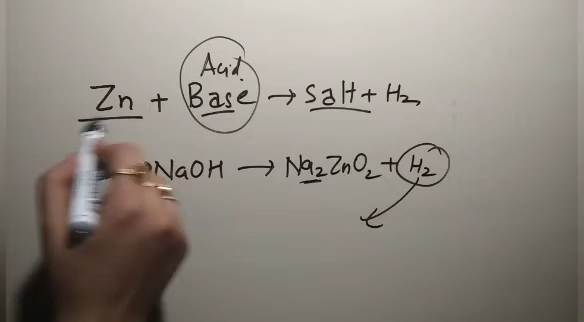 Acid
Zn + Base → Salt + H₂
NaOH → Na₂ZnO₂ + H₂